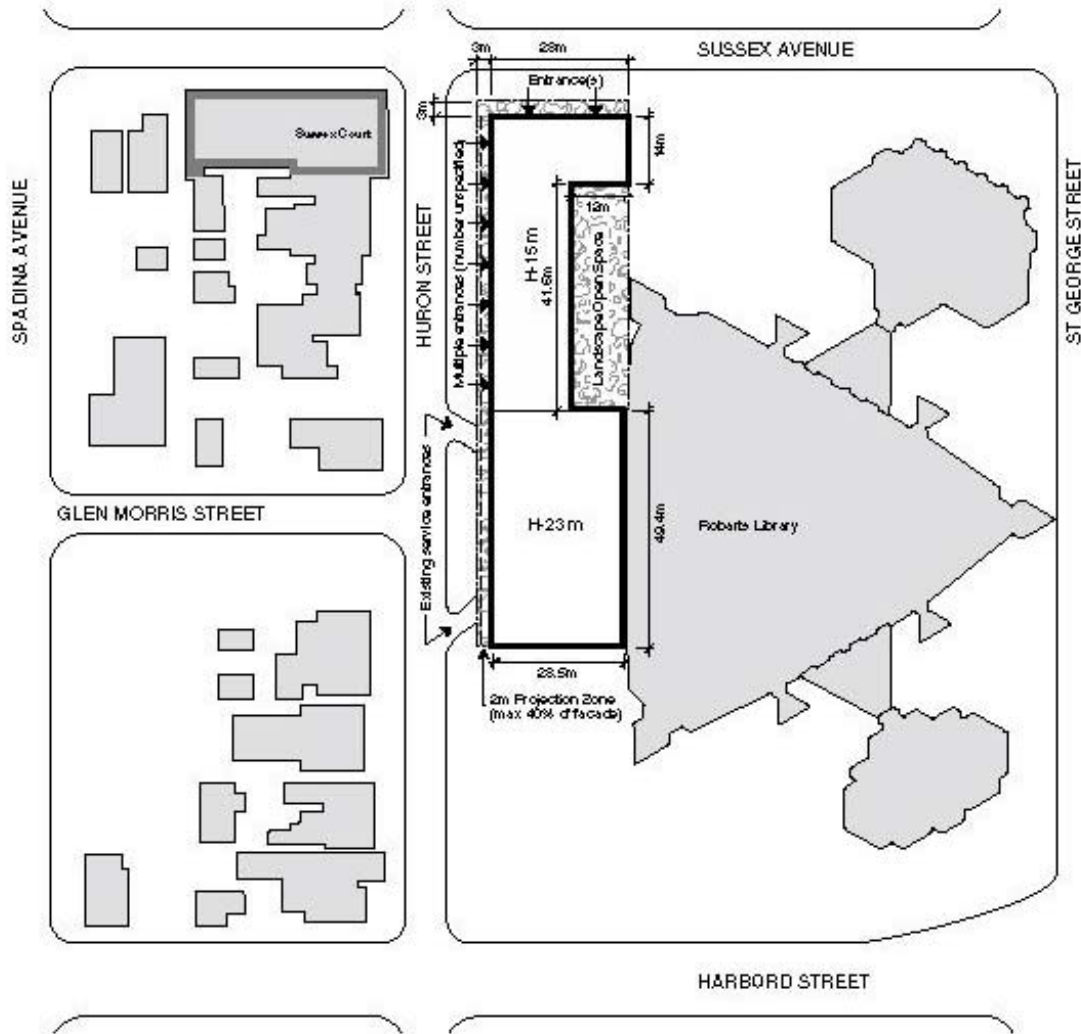 SUSSEX AVENUE
3m
28m
Entrance(s)
3m
Sussex Court
14m
SPADINA AVENUE
HURON STREET
Multiple entrances (number unspecified)
12m
H-15m
41.6m
Landscape Open Space
ST GEORGE STREET
Existing service entrances
GLEN MORRIS STREET
H-23m
49.4m
Robarts Library
28.5m
2m Projection Zone
(max 40% of facade)
HARBORD STREET